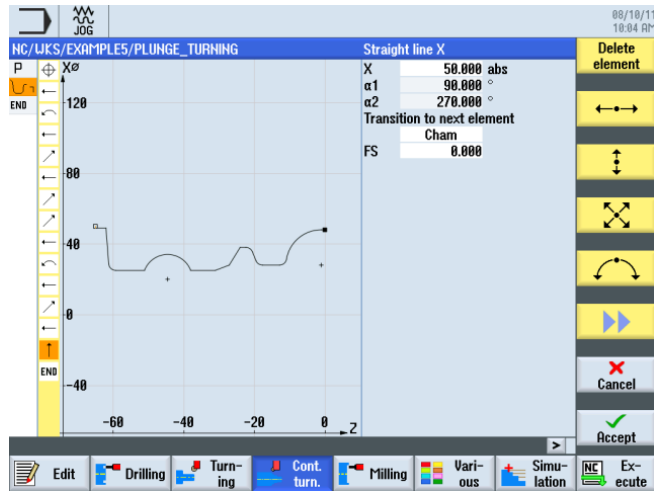 JOG
08/10/11
10:04 AM
NC/WKS/EXAMPLE5/PLUNGE_TURNING
Straight line X
Delete
element
P
END
Xø
X 50.000 abs
α1 90.000 °
α2 270.000 °
Transition to next element
Cham
FS 0.000
120
80
40
0
END
-40
-60 -40 -20 0 Z
Cancel
Accept
>
Edit
Drilling
Turn-
ing
Cont.
turn.
Milling
Vari-
ous
Simu-
lation
NC
Ex-
ecute